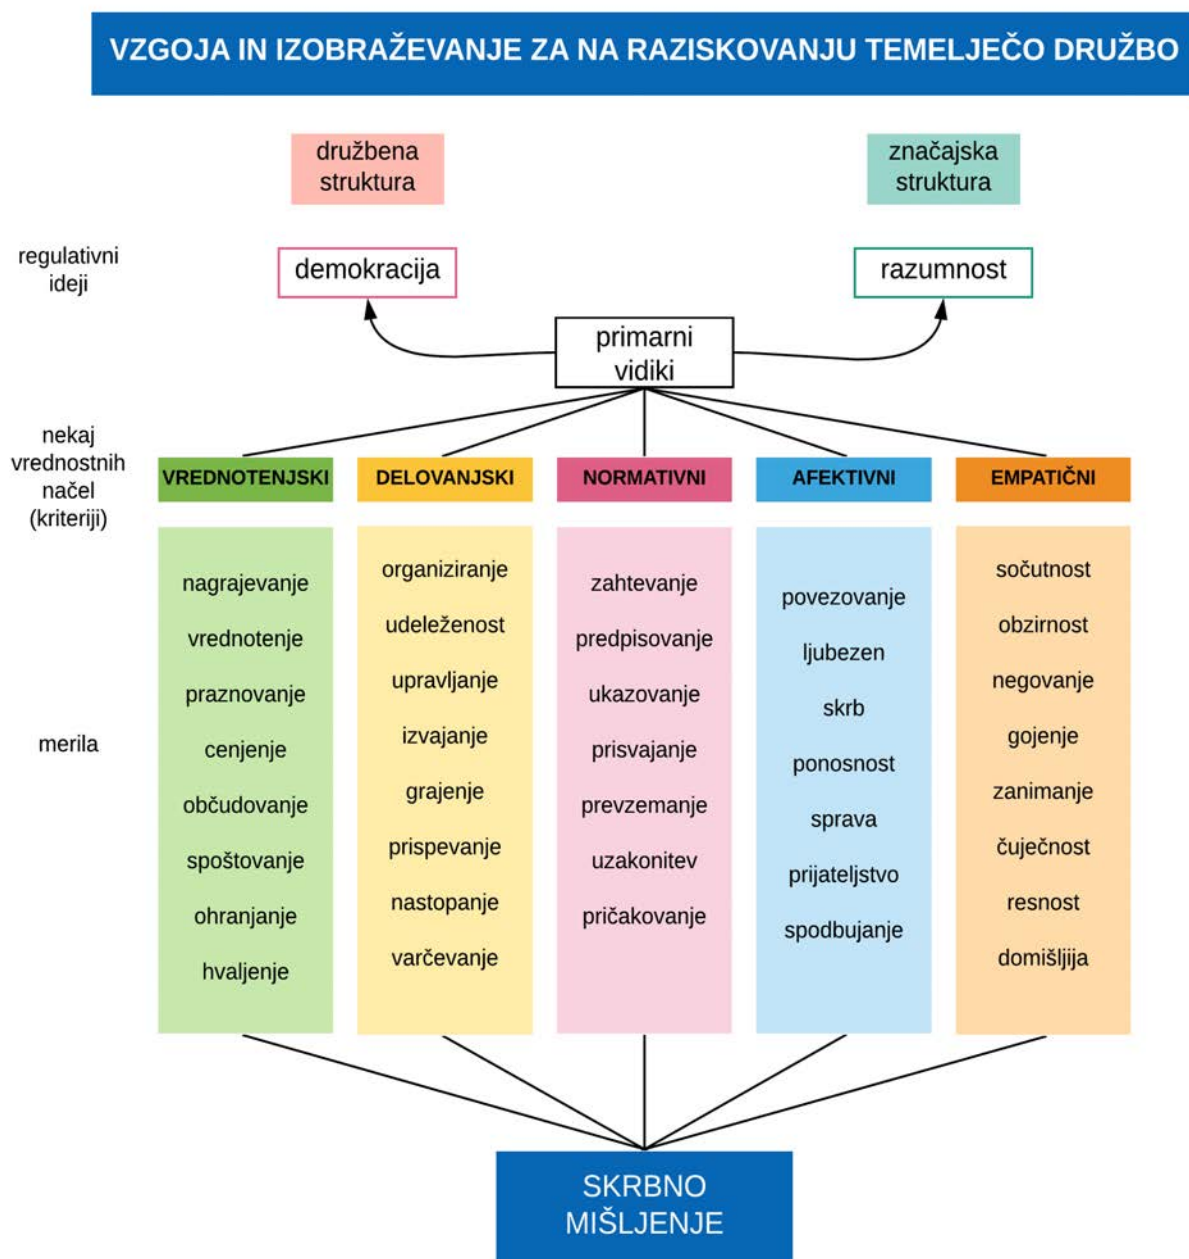 VZGOJA IN IZOBRAŽEVANJE ZA NA RAZISKOVANJU TEMELJEČO DRUŽBO
družbena
struktura
značajska
struktura
regulativni
ideji
demokracija
razumnost
primarni
vidiki
nekaj
vrednostnih
načel
(kriteriji)
VREDNOTENJSKI
DELOVANJSKI
NORMATIVNI
AFEKTIVNI
EMPATIČNI
merila
nagrajevanje
vrednotenje
praznovanje
cenjenje
občudovanje
spoštovanje
ohranjanje
hvaljenje
organiziranje
udeleženost
upravljanje
izvajanje
grajenje
prispevanje
nastopanje
varčevanje
zahtevanje
predpisovanje
ukazovanje
prisvajanje
prevzemanje
uzakonitev
pričakovanje
povezovanje
ljubezen
skrb
ponosnost
sprava
prijateljstvo
spodbujanje
sočutnost
obzirnost
negovanje
gojenje
zanimanje
čuječnost
resnost
domišljija
SKRBNO
MIŠLJENJE